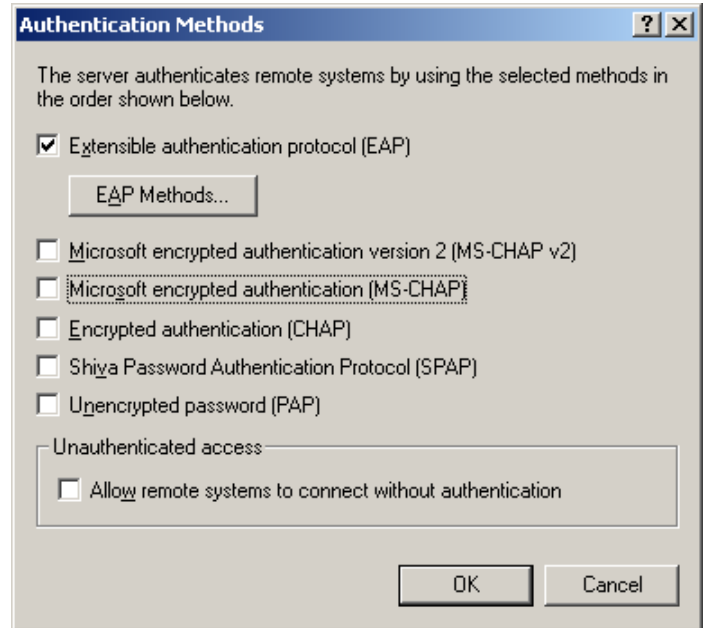 Authentication Methods
The server authenticates remote systems by using the selected methods in
the order shown below.
Extensible authentication protocol (EAP)
EAP Methods...
Microsoft encrypted authentication version 2 (MS-CHAP v2)
Microsoft encrypted authentication (MS-CHAP)
Encrypted authentication (CHAP)
Shiva Password Authentication Protocol (SPAP)
Unencrypted password (PAP)
Unauthenticated access
Allow remote systems to connect without authentication
OK Cancel